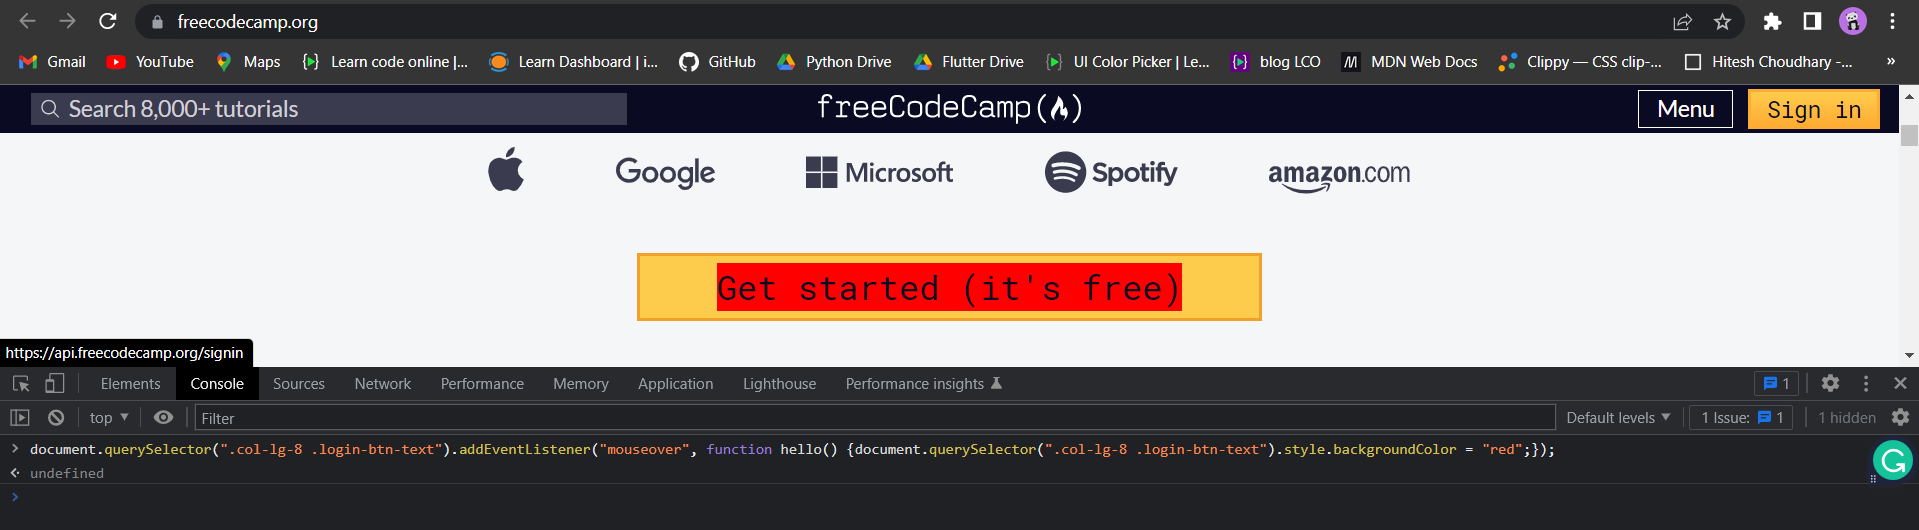 freecodecamp.org
Gmail YouTube Maps Learn code online |... Learn Dashboard | i... GitHub Python Drive Flutter Drive UI Color Picker | Le... blog LCO MDN Web Docs Clippy — CSS clip-... Hitesh Choudhary -... »
Search 8,000+ tutorials freeCodeCamp Menu Sign in
Google Microsoft Spotify amazon.com
Get started (it's free)
https://api.freecodecamp.org/signin
Elements Console Sources Network Performance Memory Application Lighthouse Performance insights 1
top Filter Default levels 1 Issue: 1 1 hidden
document.querySelector(".col-lg-8 .login-btn-text").addEventListener("mouseover", function hello() {document.querySelector(".col-lg-8 .login-btn-text").style.backgroundColor = "red";});
undefined